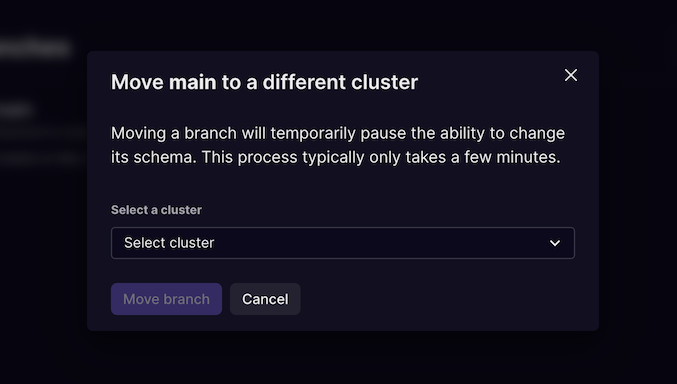 Move main to a different cluster
Moving a branch will temporarily pause the ability to change
its schema. This process typically only takes a few minutes.
Select a cluster
Select cluster
Move branch
Cancel